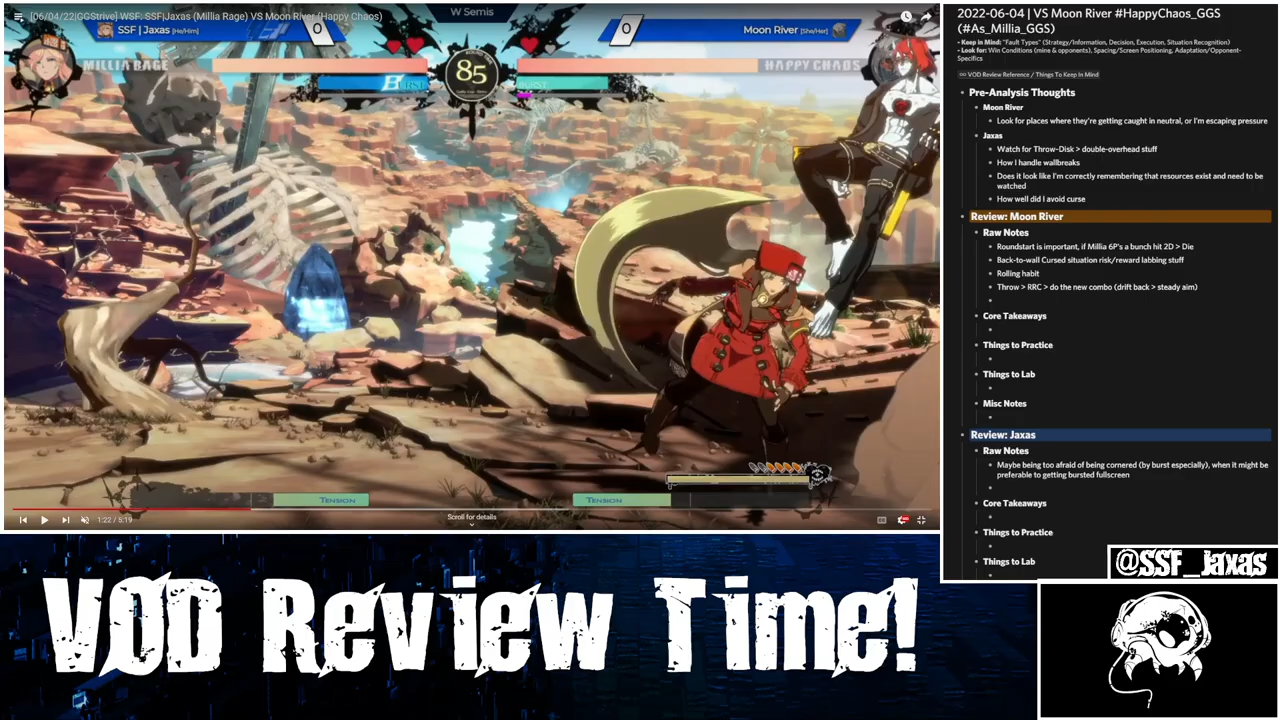 [06/04/22|GGStrive] WSF: SSF|Jaxas (Millia Rage) VS Moon River (Happy Chaos)
W Semis
SSF | Jaxas [He/Him]
0
0
Moon River [She/Her]
MILLIA RAGE
85
HAPPY CHAOS
BURST
BURST
TENSION
TENSION
1:22 / 5:19
Scroll for details
2022-06-04 | VS Moon River #HappyChaos_GGS
(#As_Millia_GGS)
- Keep in Mind: "Fault Types" (Strategy/Information, Decision, Execution, Situation Recognition)
- Look for: Win Conditions (mine & opponents), Spacing/Screen Positioning, Adaptation/Opponent-
Specifics
VOD Review Reference / Things To Keep In Mind
Pre-Analysis Thoughts
Moon River
Look for places where they're getting caught in neutral, or I'm escaping pressure
Jaxas
Watch for Throw-Disk > double-overhead stuff
How I handle wallbreaks
Does it look like I'm correctly remembering that resources exist and need to be
watched
How well did I avoid curse
Review: Moon River
Raw Notes
Roundstart is important, if Millia 6P's a bunch hit 2D > Die
Back-to-wall Cursed situation risk/reward labbing stuff
Rolling habit
Throw > RRC > do the new combo (drift back > steady aim)
Core Takeaways
Things to Practice
Things to Lab
Misc Notes
Review: Jaxas
Raw Notes
Maybe being too afraid of being cornered (by burst especially), when it might be
preferable to getting bursted fullscreen
Core Takeaways
Things to Practice
Things to Lab
@SSF_Jaxas
VOD Review Time!